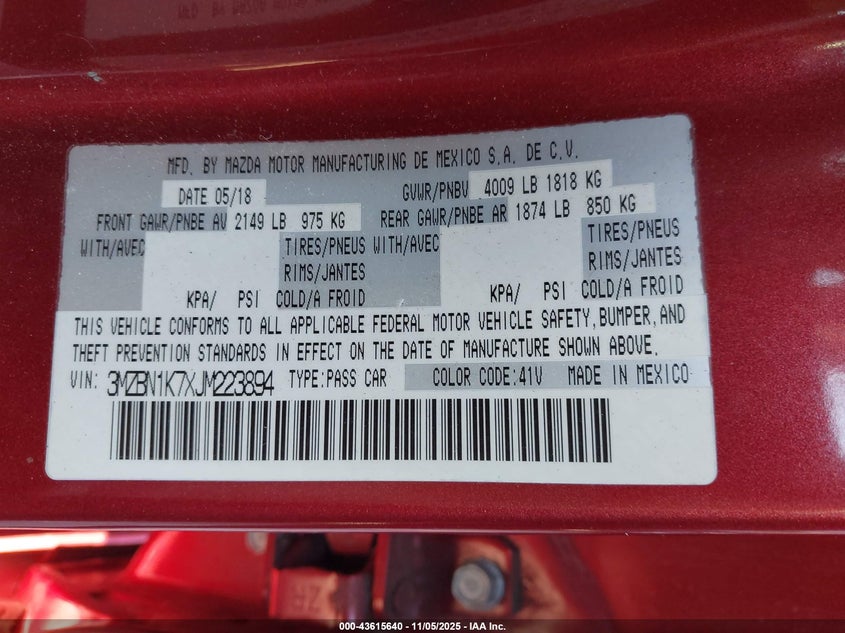 MFD. BY MAZDA MOTOR MANUFACTURING DE MEXICO S.A. DE C.V.
DATE 05/18 GVWR/PNBV 4009 LB 1818 KG
FRONT GAWR/PNBE AV 2149 LB 975 KG REAR GAWR/PNBE AR 1874 LB 850 KG
WITH/AVEC TIRES/PNEUS WITH/AVEC TIRES/PNEUS
RIMS/JANTES RIMS/JANTES
KPA/ PSI COLD/A FROID KPA/ PSI COLD/A FROID
THIS VEHICLE CONFORMS TO ALL APPLICABLE FEDERAL MOTOR VEHICLE SAFETY, BUMPER, AND
THEFT PREVENTION STANDARDS IN EFFECT ON THE DATE OF MANUFACTURE SHOWN ABOVE.
VIN: 3MZBN1K7XJM223894 TYPE:PASS CAR COLOR CODE:41V MADE IN MEXICO
000-43615640 - 11/05/2025 - IAA Inc.